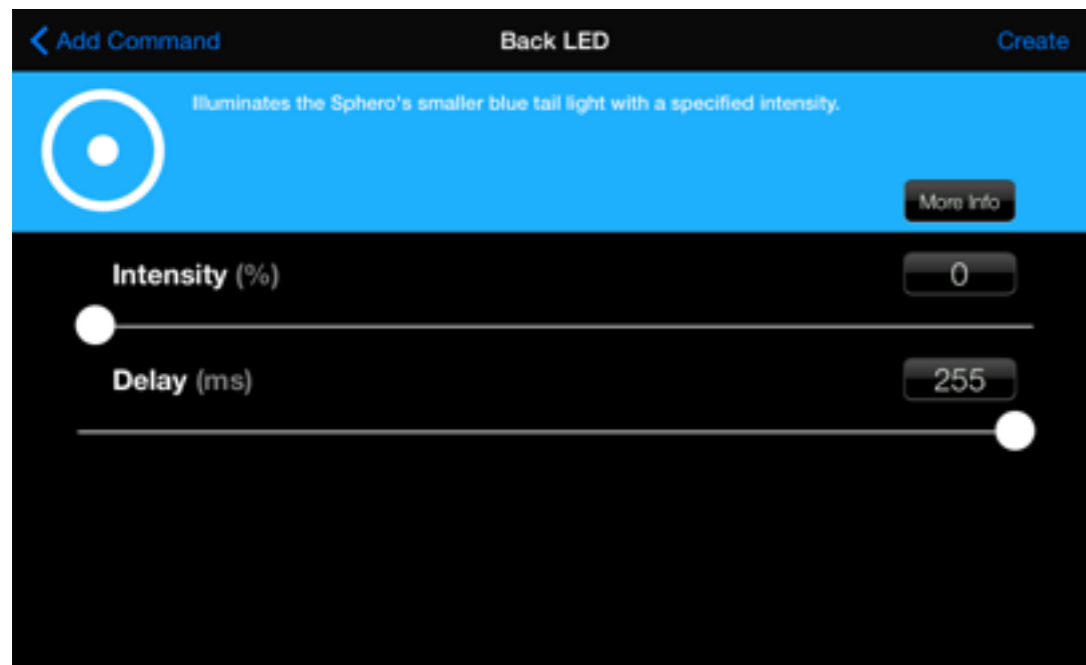 Add Command
Back LED
Create
Illuminates the Sphero's smaller blue tail light with a specified intensity.
More Info
Intensity (%)
0
Delay (ms)
255